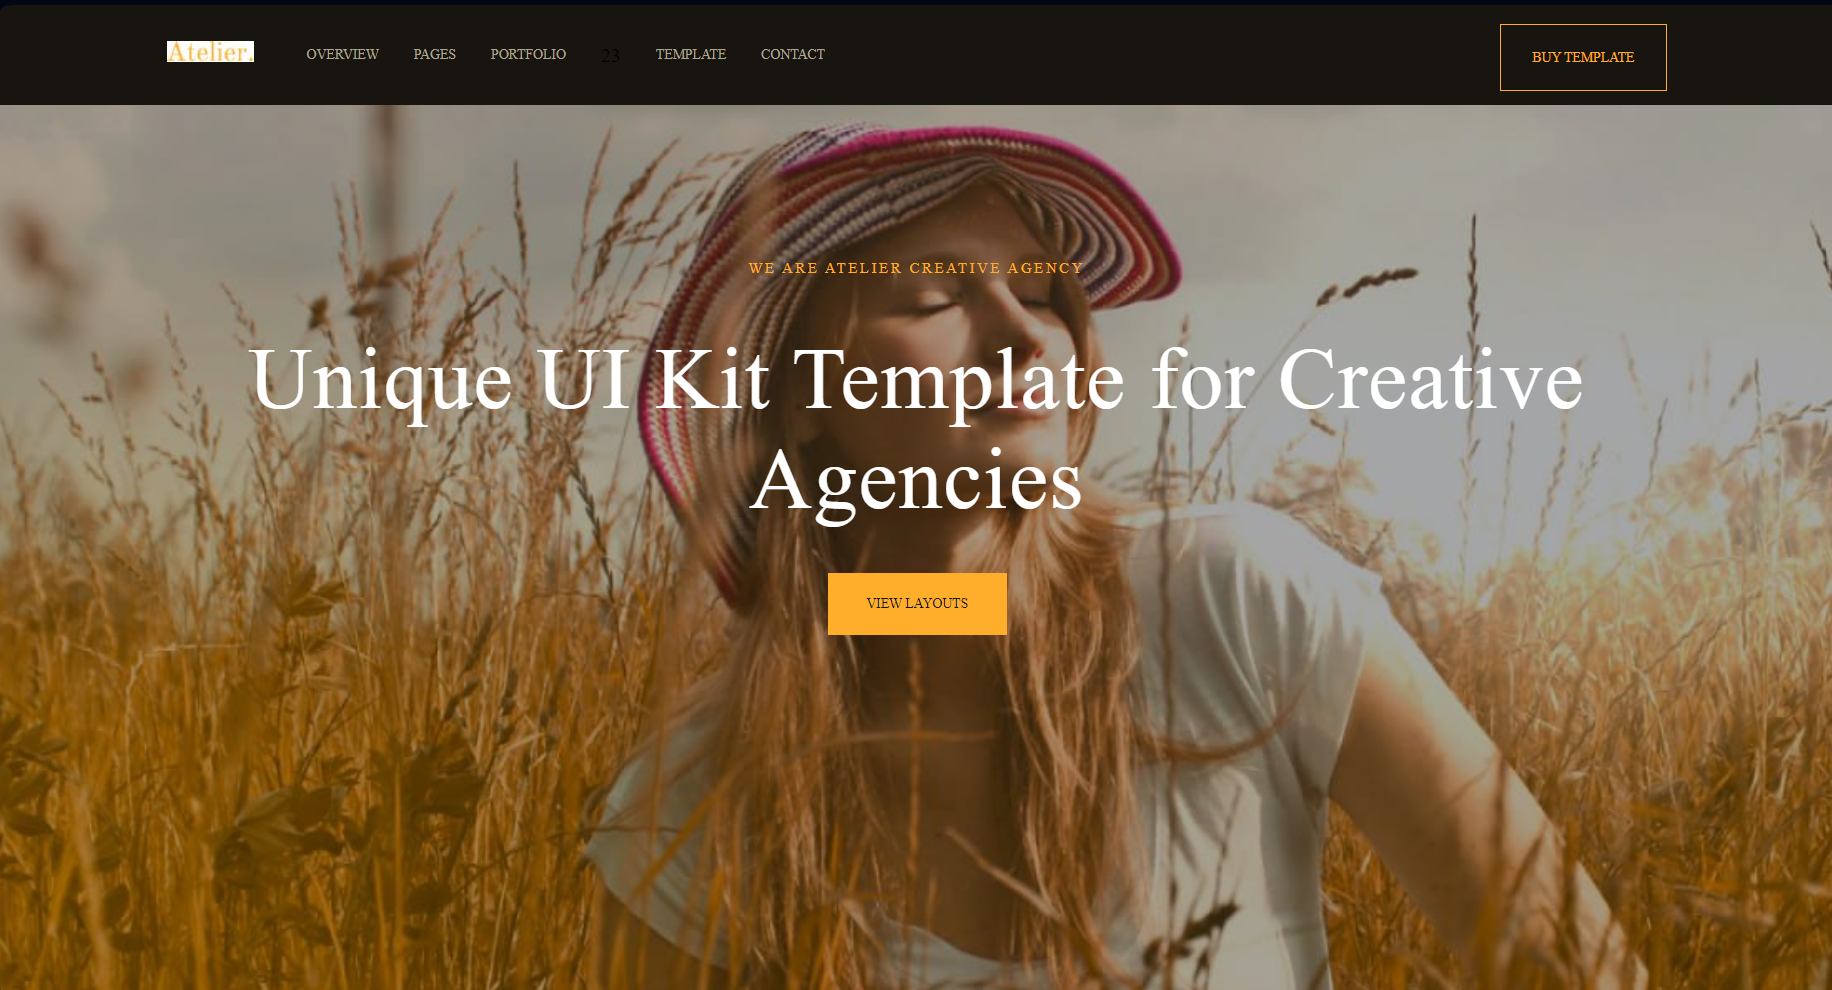 Atelier.
OVERVIEW PAGES PORTFOLIO 23 TEMPLATE CONTACT
BUY TEMPLATE
WE ARE ATELIER CREATIVE AGENCY
Unique UI Kit Template for Creative
Agencies
VIEW LAYOUTS